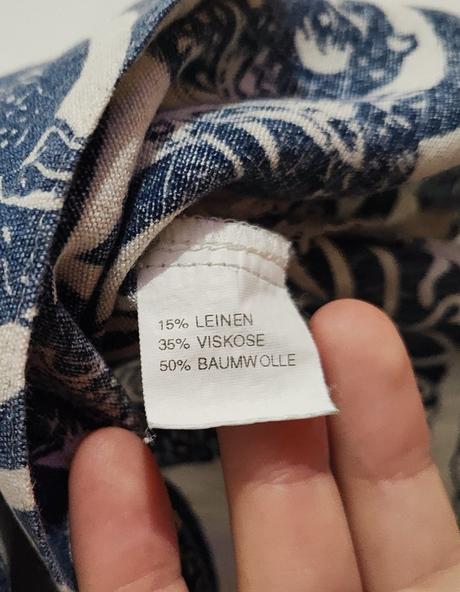 15% LEINEN
35% VISKOSE
50% BAUMWOLLE